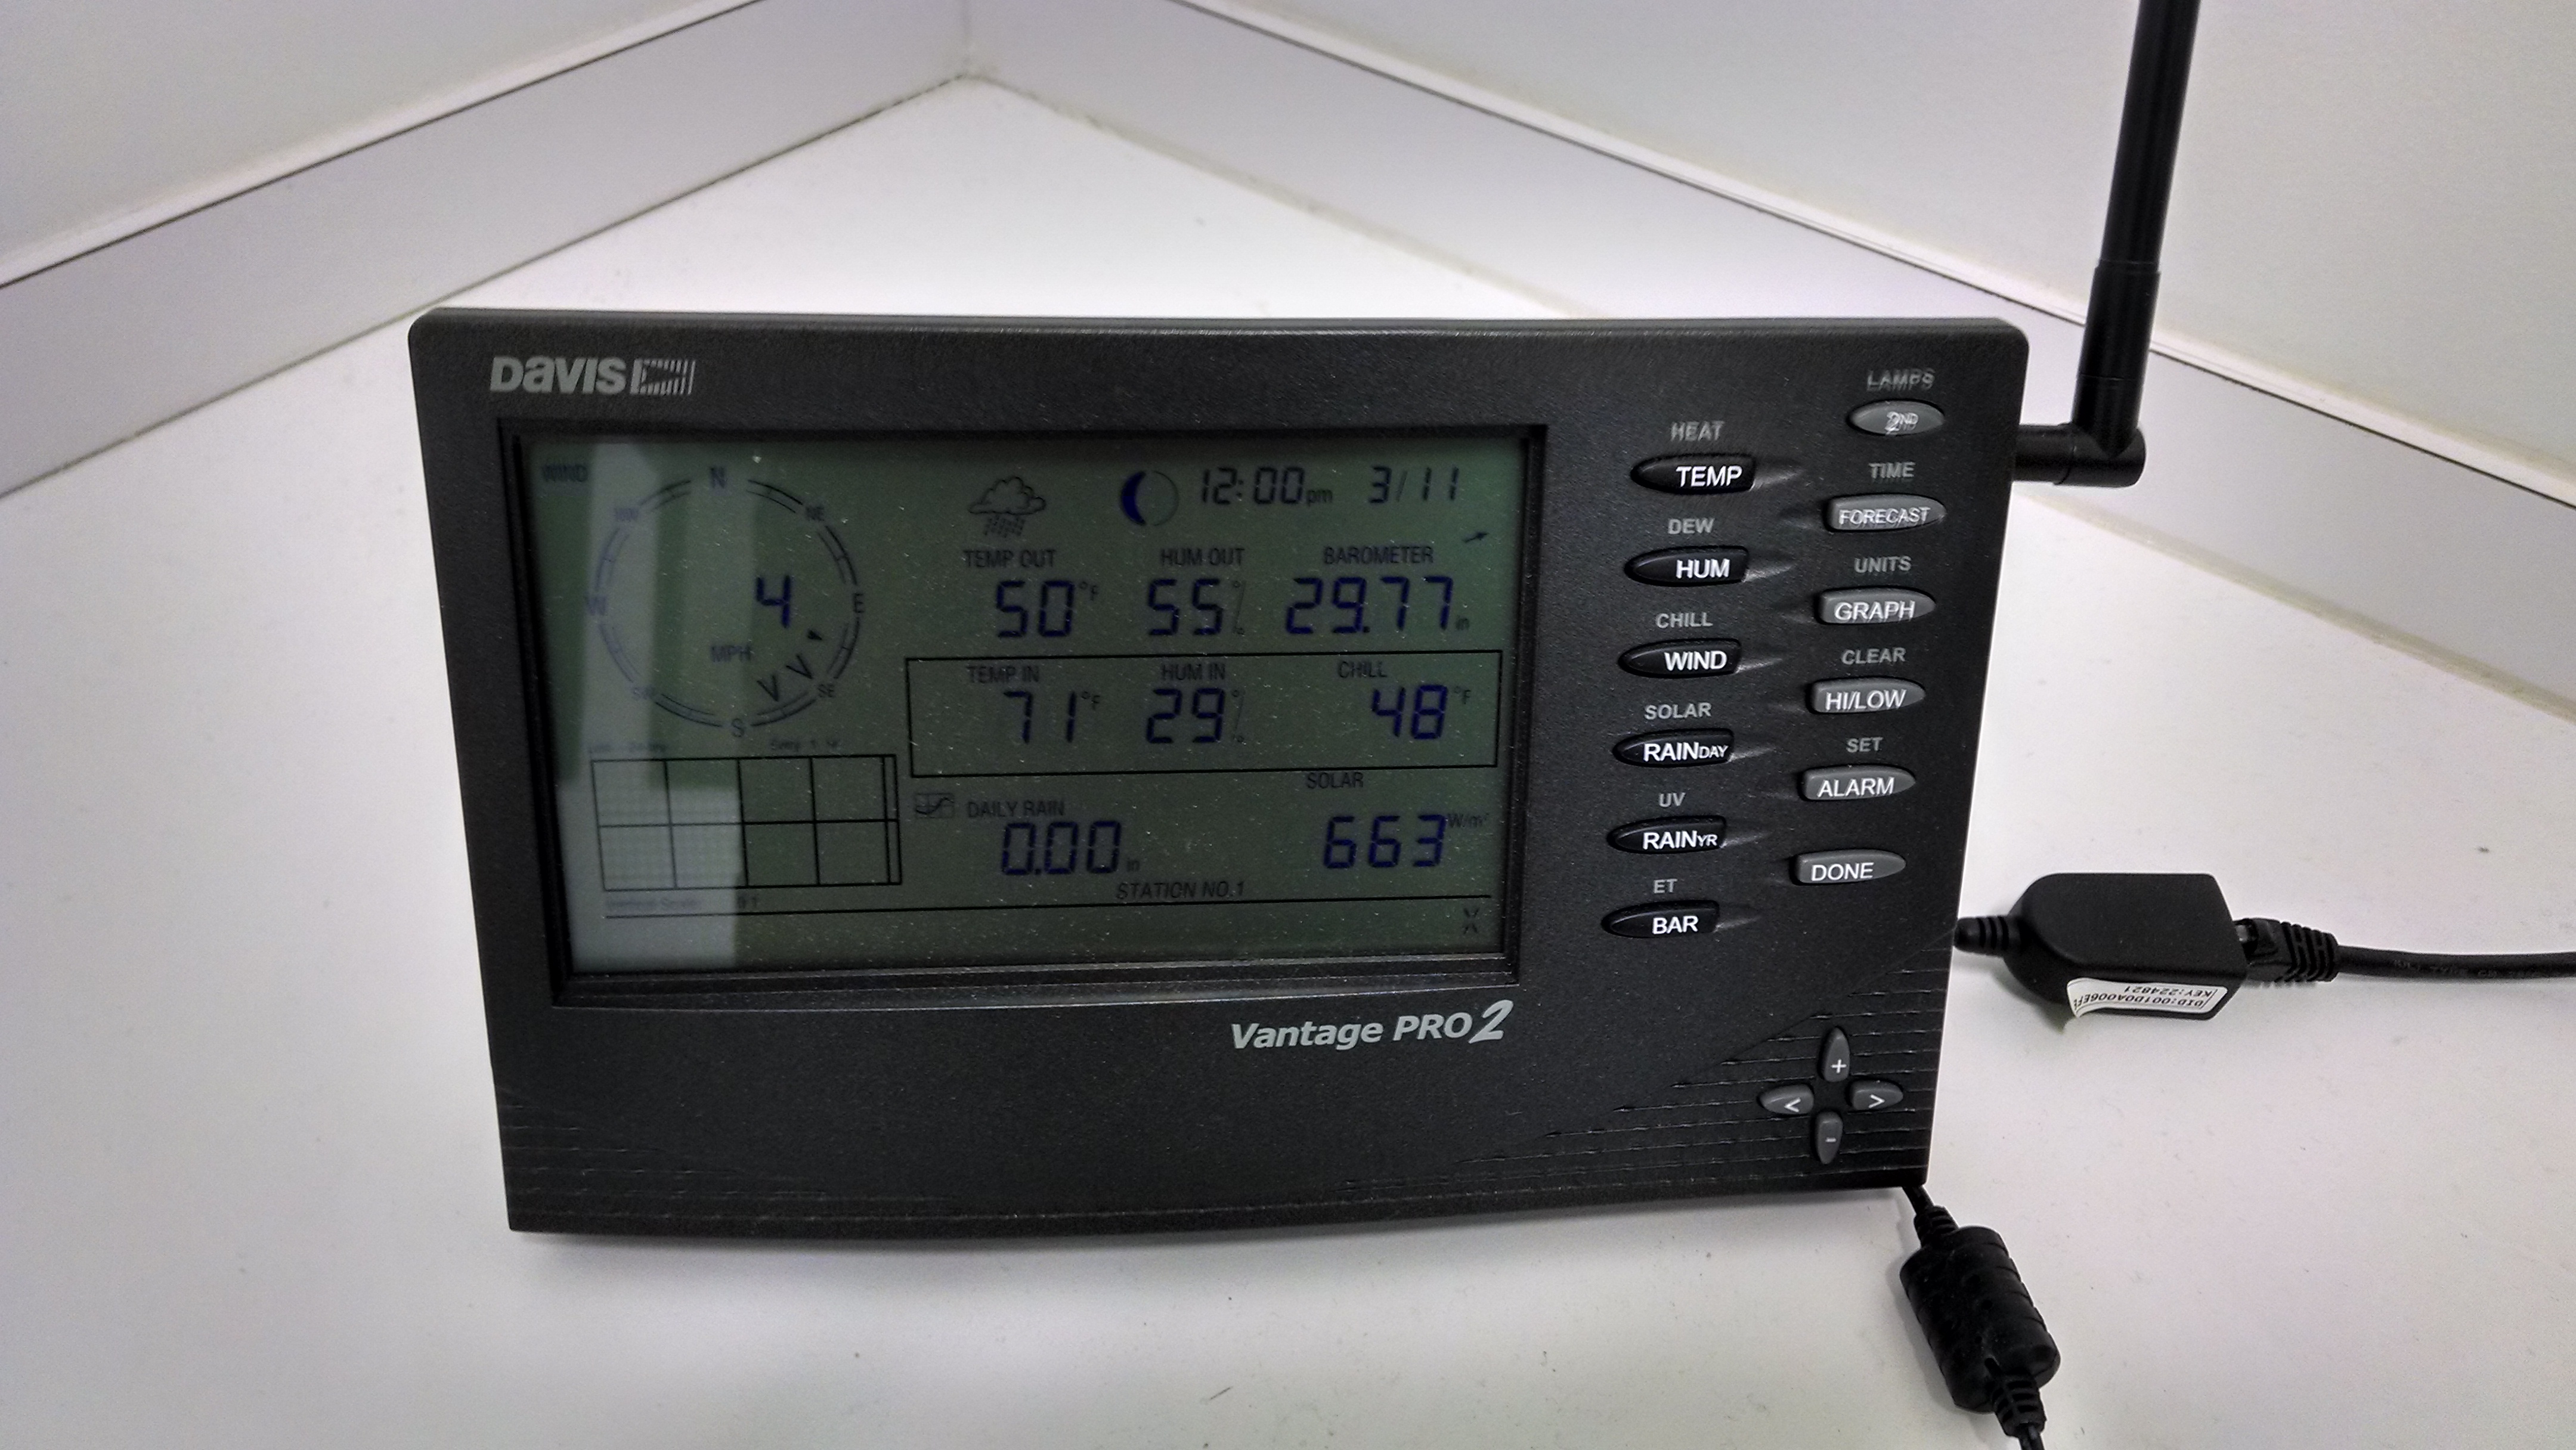 DAVIS
LAMPS
2ND
HEAT
TEMP
TIME
FORECAST
DEW
HUM
UNITS
GRAPH
CHILL
WIND
CLEAR
HI/LOW
SOLAR
RAINDAY
SET
ALARM
UV
RAINYR
DONE
ET
BAR
WIND
N
NE
E
SE
S
SW
W
NW
4
MPH
12:00pm 3/11
TEMP OUT HUM OUT BAROMETER
50°F 55% 29.77in
TEMP IN HUM IN CHILL
71°F 29% 48°F
SOLAR
DAILY RAIN
0.00in 663W/m²
STATION NO.1
X
Vantage PRO2
+
< >
-
KEY:224821